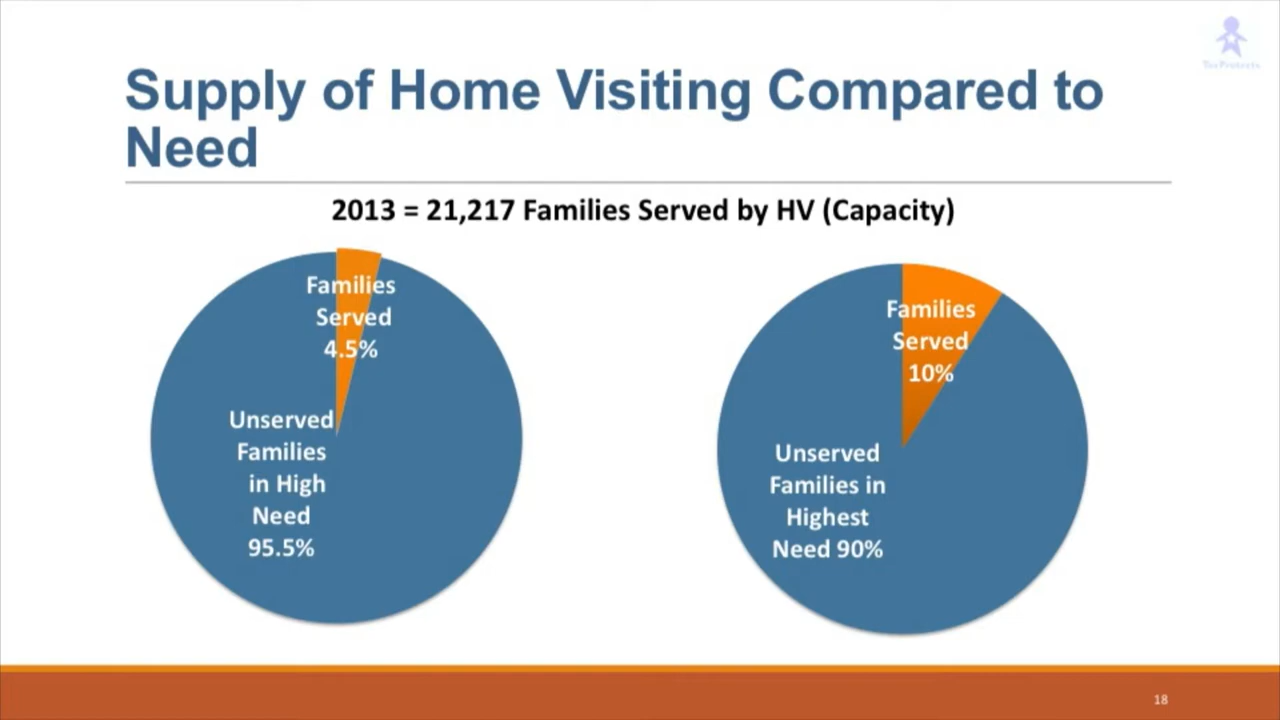 TexProtects
Supply of Home Visiting Compared to
Need
2013 = 21,217 Families Served by HV (Capacity)
Families
Served
4.5%
Unserved
Families
in High
Need
95.5%
Families
Served
10%
Unserved
Families in
Highest
Need 90%
18